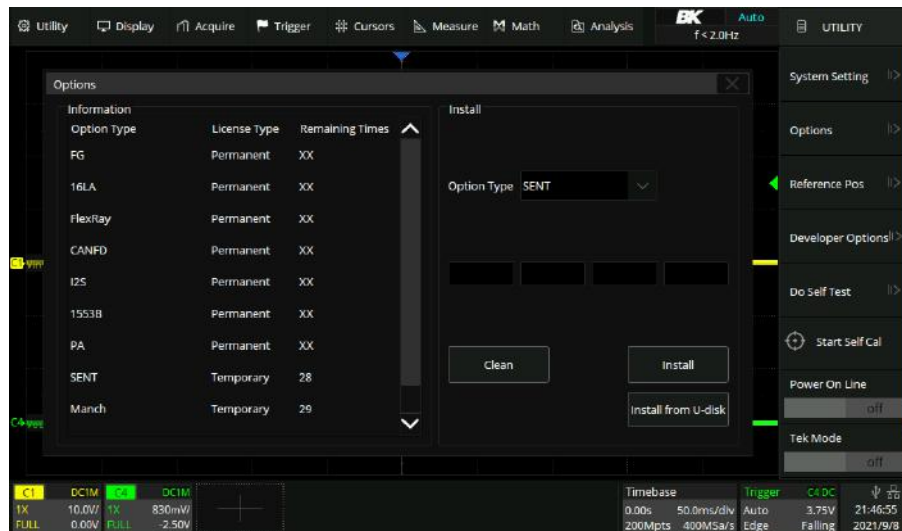 Utility Display Acquire Trigger Cursors Measure Math Analysis BK Auto UTILITY
f < 2.0Hz
Options
System Setting
Information Install
Option Type License Type Remaining Times
FG Permanent XX
Options
16LA Permanent XX
Option Type SENT
Reference Pos
FlexRay Permanent XX
Developer Options
CANFD Permanent XX
C1
I2S Permanent XX
Do Self Test
1553B Permanent XX
Start Self Cal
PA Permanent XX
Clean Install
SENT Temporary 28
Power On Line
off
Manch Temporary 29
Install from U-disk
C4
Tek Mode
off
C1 DC1M C4 DC1M Timebase Trigger C4 DC
1X 10.0V/ 1X 830mV/ 0.00s 50.0ms/div Auto 3.75V 21:46:55
FULL 0.00V FULL -2.50V 200Mpts 400MSa/s Edge Falling 2021/9/8